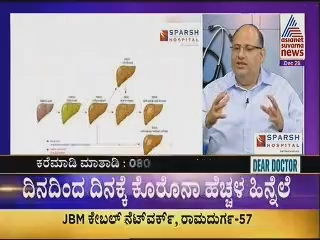 SPARSH
HOSPITAL
asianet
suvarna
news
Dec 26
SPARSH
HOSPITAL
ಕರೆಮಾಡಿ ಮಾತಾಡಿ : 080
DEAR DOCTOR
ದಿನದಿಂದ ದಿನಕ್ಕೆ ಕೊರೊನಾ ಹೆಚ್ಚಳ ಹಿನ್ನೆಲೆ
JBM ಕೇಬಲ್ ನೆಟ್‌ವರ್ಕ್, ರಾಮದುರ್ಗ-57